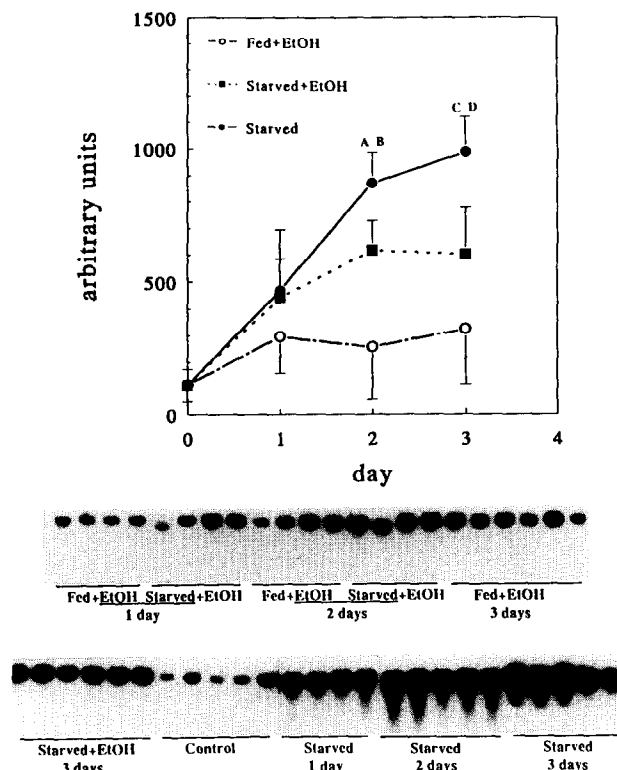 1500
Fed+EtOH
Starved+EtOH
Starved
A B
C D
1000
500
0
arbitrary units
0 1 2 3 4
day
Fed+EtOH Starved+EtOH Fed+EtOH Starved+EtOH Fed+EtOH
1 day 2 days 3 days
Starved+EtOH Control Starved Starved Starved
3 days 1 day 2 days 3 days